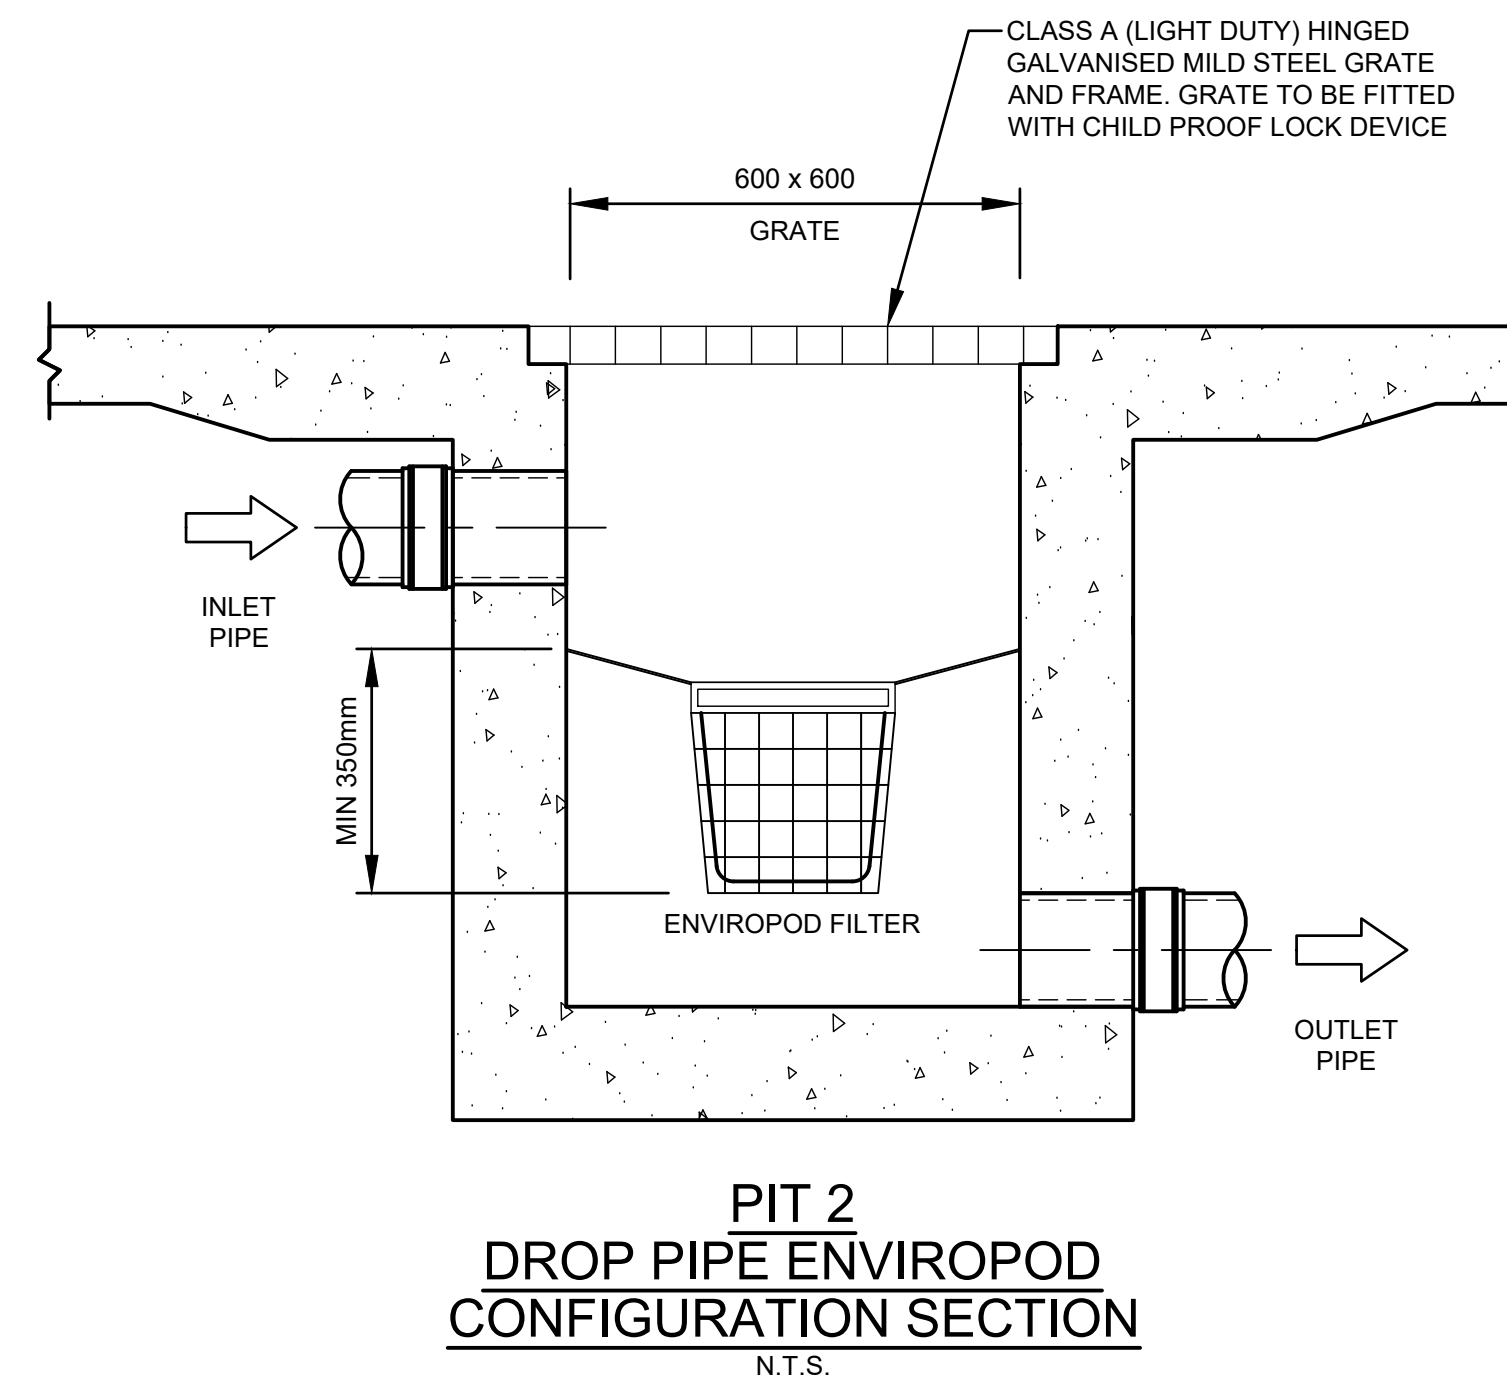 CLASS A (LIGHT DUTY) HINGED
GALVANISED MILD STEEL GRATE
AND FRAME. GRATE TO BE FITTED
WITH CHILD PROOF LOCK DEVICE
600 x 600
GRATE
INLET
PIPE
MIN 350mm
ENVIROPOD FILTER
OUTLET
PIPE
PIT 2
DROP PIPE ENVIROPOD
CONFIGURATION SECTION
N.T.S.